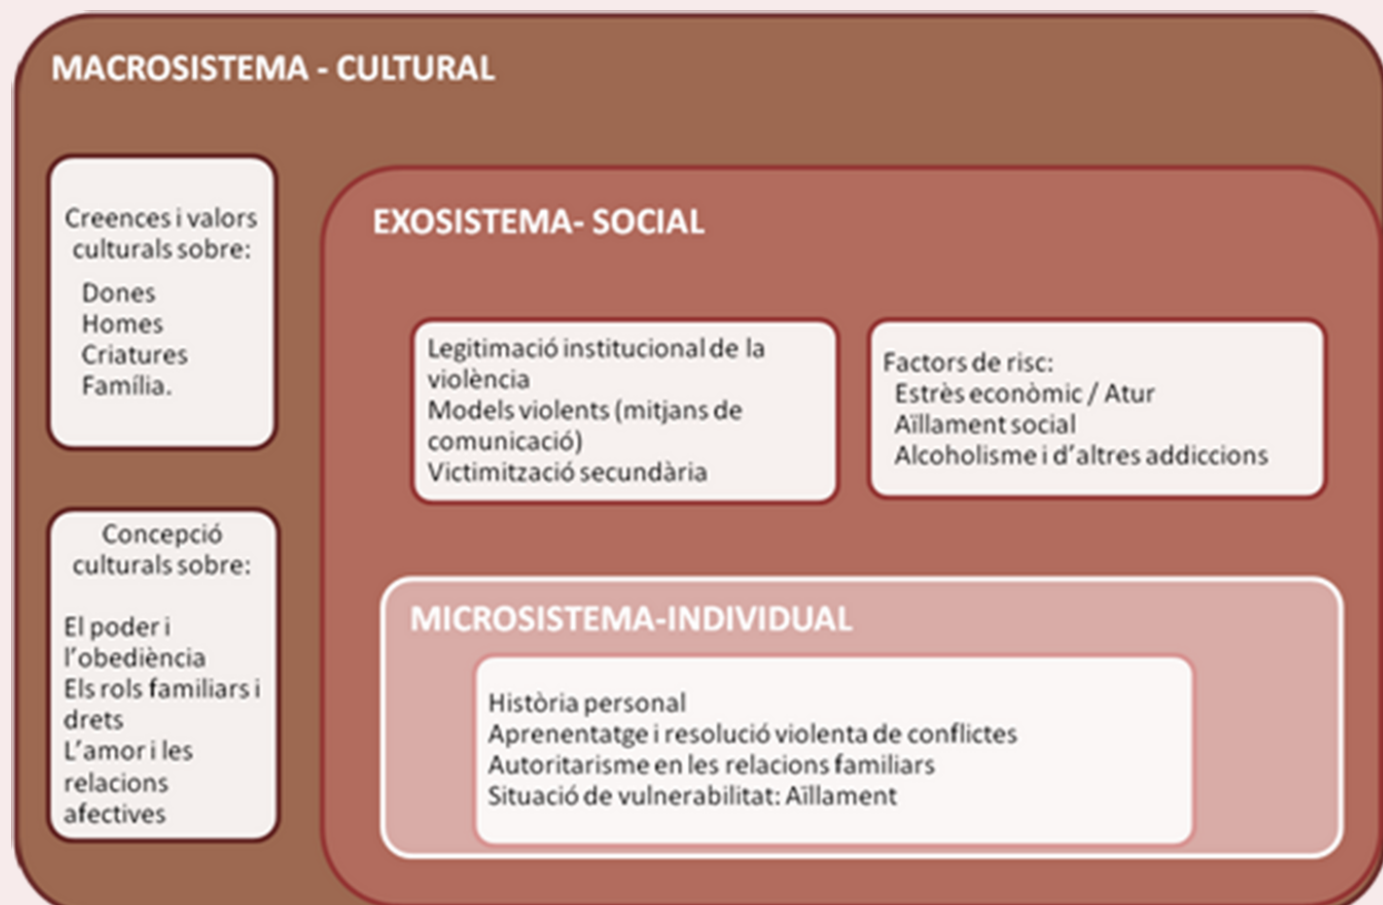 MACROSISTEMA - CULTURAL
Creences i valors
culturals sobre:
Dones
Homes
Criatures
Família.
Concepció
culturals sobre:
El poder i
l'obediència
Els rols familiars i
drets
L'amor i les
relacions
afectives
EXOSISTEMA- SOCIAL
Legitimació institucional de la
violència
Models violents (mitjans de
comunicació)
Victimització secundària
Factors de risc:
Estrès econòmic / Atur
Aïllament social
Alcoholisme i d'altres addiccions
MICROSISTEMA-INDIVIDUAL
Història personal
Aprenentatge i resolució violenta de conflictes
Autoritarisme en les relacions familiars
Situació de vulnerabilitat: Aïllament